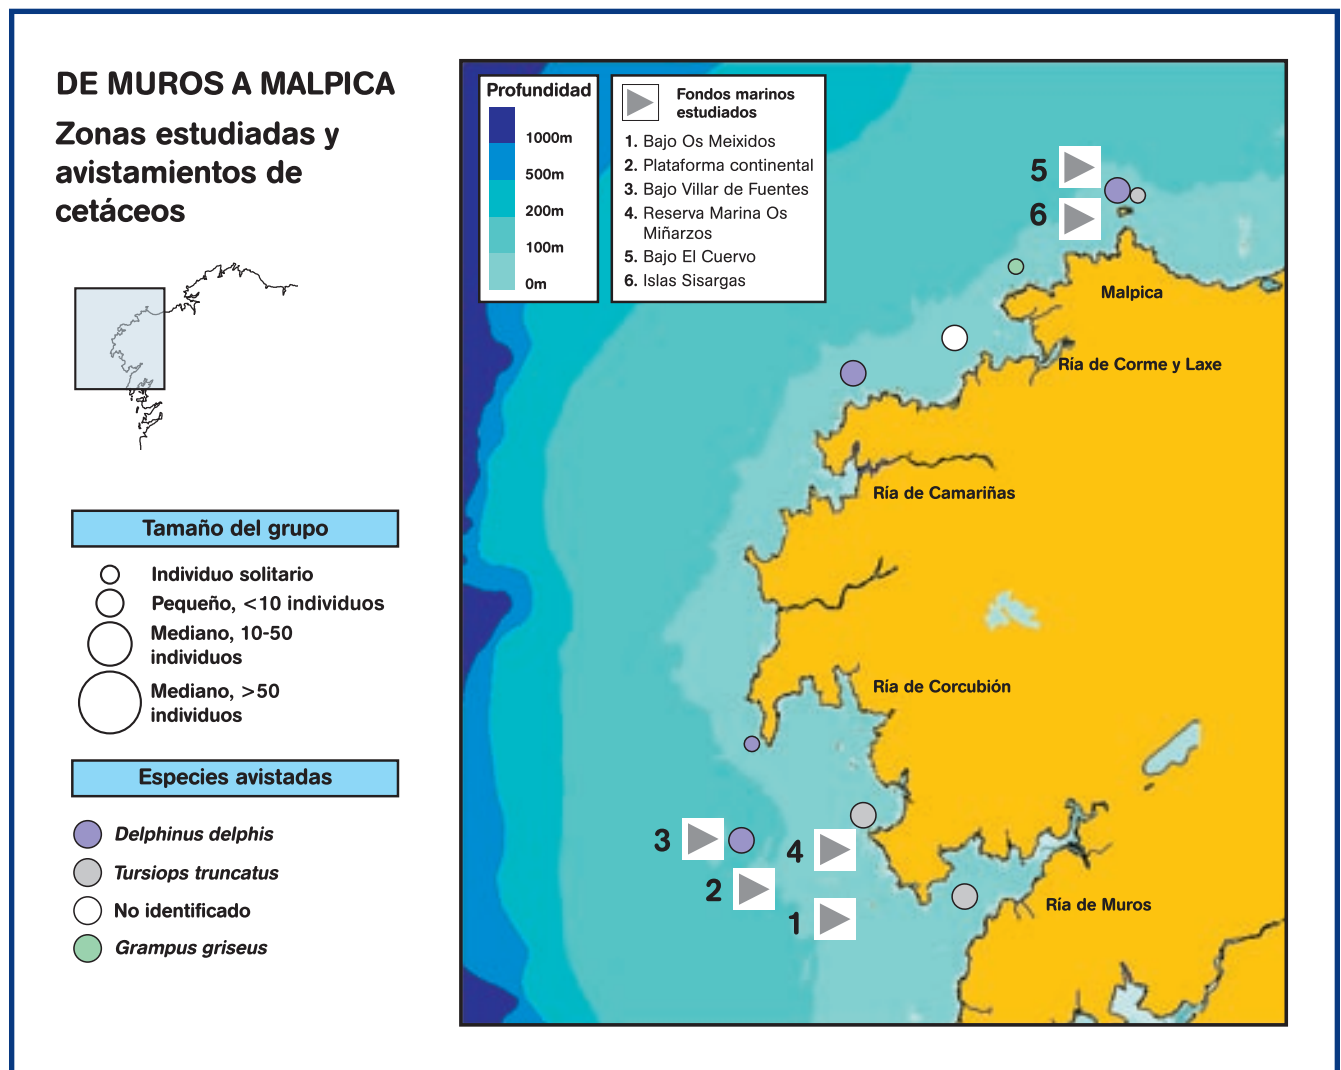 DE MUROS A MALPICA
Zonas estudiadas y
avistamientos de
cetáceos
Tamaño del grupo
Individuo solitario
Pequeño, <10 individuos
Mediano, 10-50
individuos
Mediano, >50
individuos
Especies avistadas
Delphinus delphis
Tursiops truncatus
No identificado
Grampus griseus
Profundidad
1000m
500m
200m
100m
0m
Fondos marinos
estudiados
1. Bajo Os Meixidos
2. Plataforma continental
3. Bajo Villar de Fuentes
4. Reserva Marina Os
Miñarzos
5. Bajo El Cuervo
6. Islas Sisargas
5
6
Malpica
Ría de Corme y Laxe
Ría de Camariñas
Ría de Corcubión
3
4
2
1
Ría de Muros